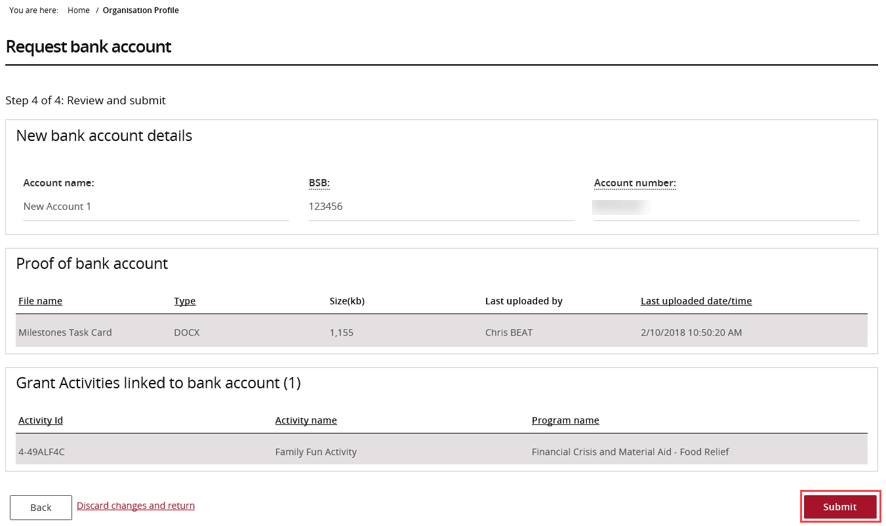 You are here: Home / Organisation Profile
Request bank account
Step 4 of 4: Review and submit
New bank account details
Account name: BSB: Account number:
New Account 1 123456
Proof of bank account
File name Type Size(kb) Last uploaded by Last uploaded date/time
Milestones Task Card DOCX 1,155 Chris BEAT 2/10/2018 10:50:20 AM
Grant Activities linked to bank account (1)
Activity Id Activity name Program name
4-49ALF4C Family Fun Activity Financial Crisis and Material Aid - Food Relief
Back Discard changes and return Submit